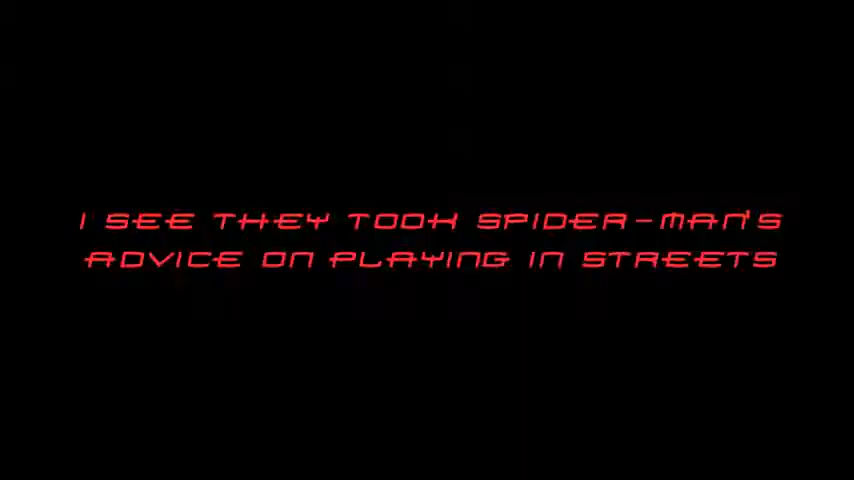 I SEE THEY TOOK SPIDER-MAN'S
ADVICE ON PLAYING IN STREETS